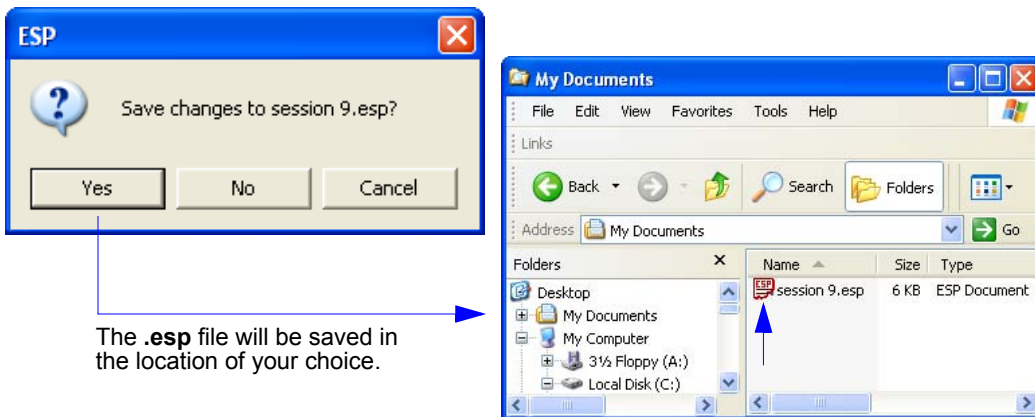 ESP
Save changes to session 9.esp?
Yes No Cancel
The .esp file will be saved in
the location of your choice.
My Documents
File Edit View Favorites Tools Help
Links
Back Search Folders
Address My Documents Go
Folders
Name Size Type
Desktop
My Documents
My Computer
3½ Floppy (A:)
Local Disk (C:)
ESP session 9.esp 6 KB ESP Document